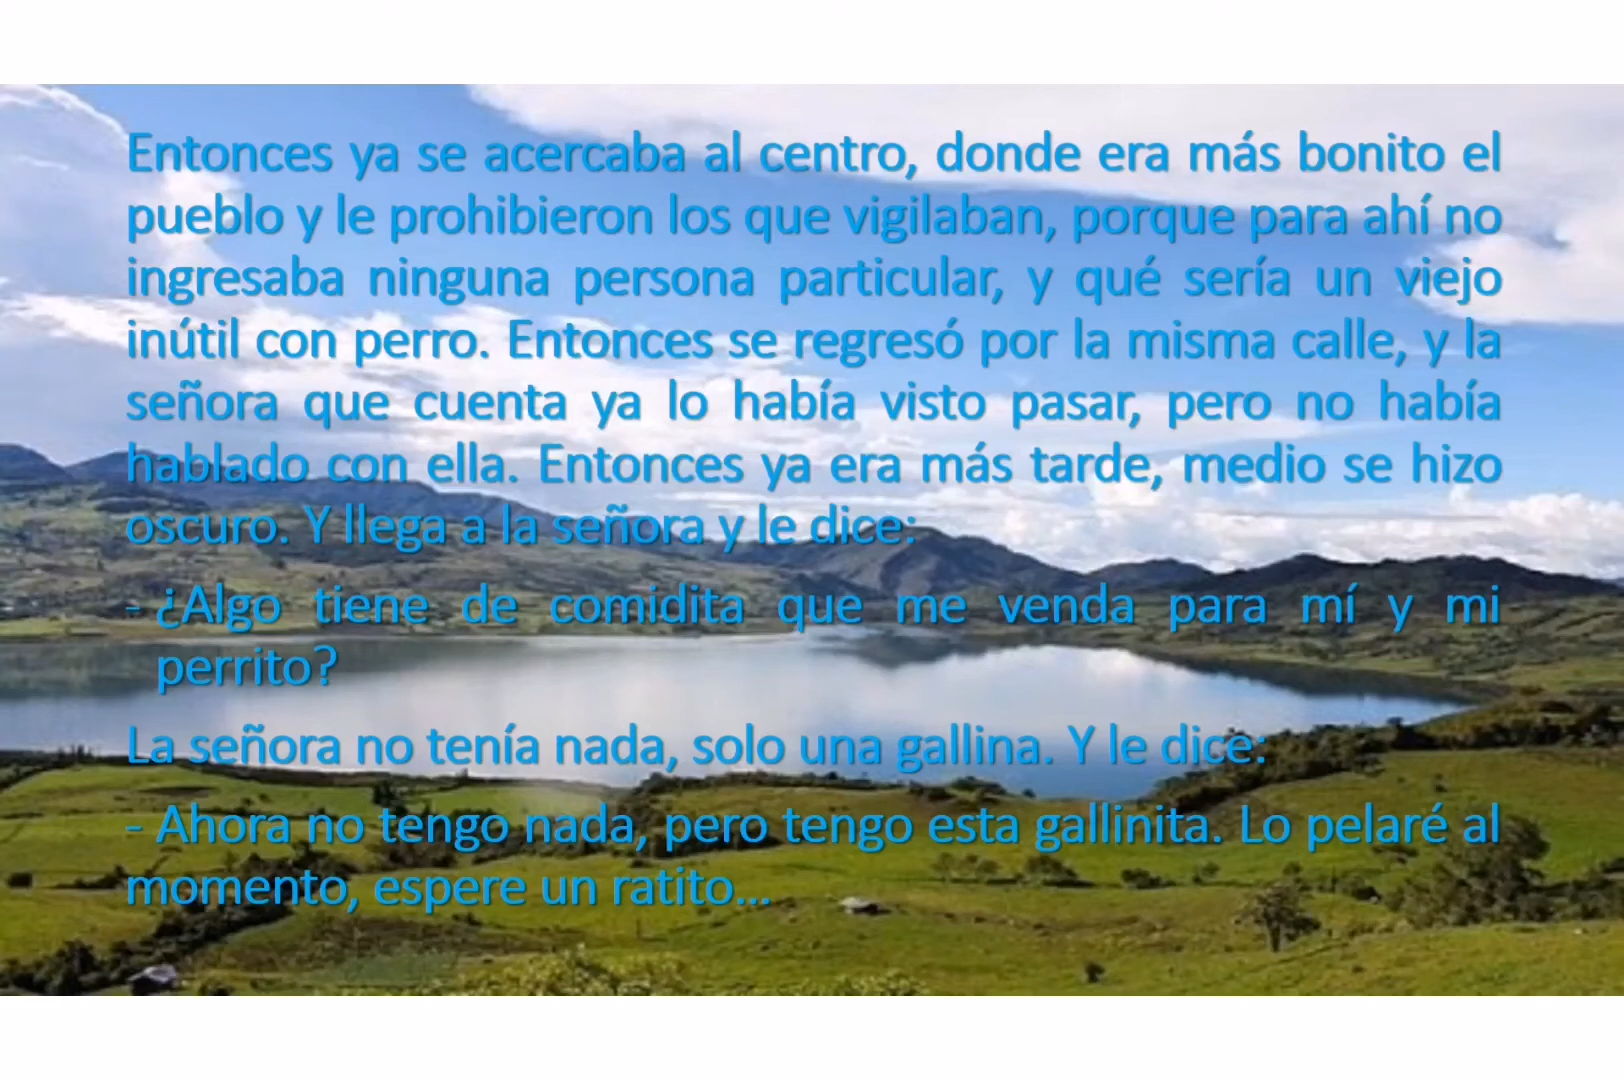 Entonces ya se acercaba al centro, donde era más bonito el
pueblo y le prohibieron los que vigilaban, porque para ahí no
ingresaba ninguna persona particular, y qué sería un viejo
inútil con perro. Entonces se regresó por la misma calle, y la
señora que cuenta ya lo había visto pasar, pero no había
hablado con ella. Entonces ya era más tarde, medio se hizo
oscuro. Y llega a la señora y le dice:
- ¿Algo tiene de comidita que me venda para mí y mi
perrito?
La señora no tenía nada, solo una gallina. Y le dice:
- Ahora no tengo nada, pero tengo esta gallinita. Lo pelaré al
momento, espere un ratito...